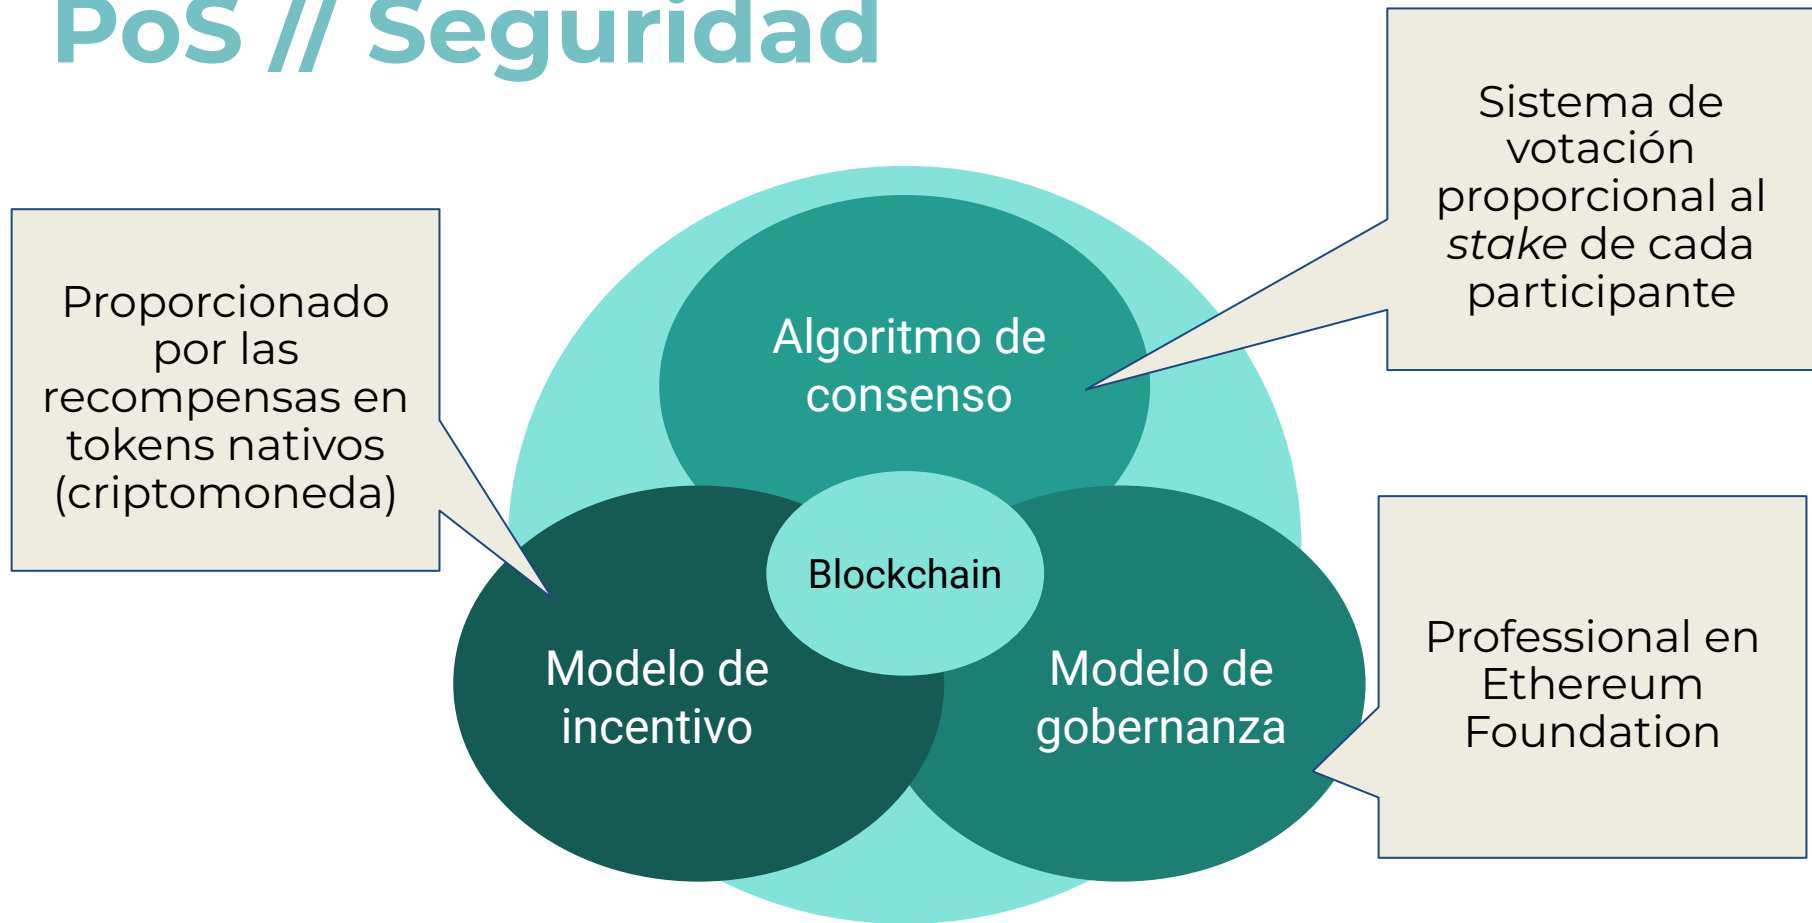 PoS // Seguridad
Sistema de
votación
proporcional al
stake de cada
participante
Proporcionado
por las
recompensas en
tokens nativos
(criptomoneda)
Algoritmo de
consenso
Blockchain
Modelo de
incentivo
Modelo de
gobernanza
Professional en
Ethereum
Foundation